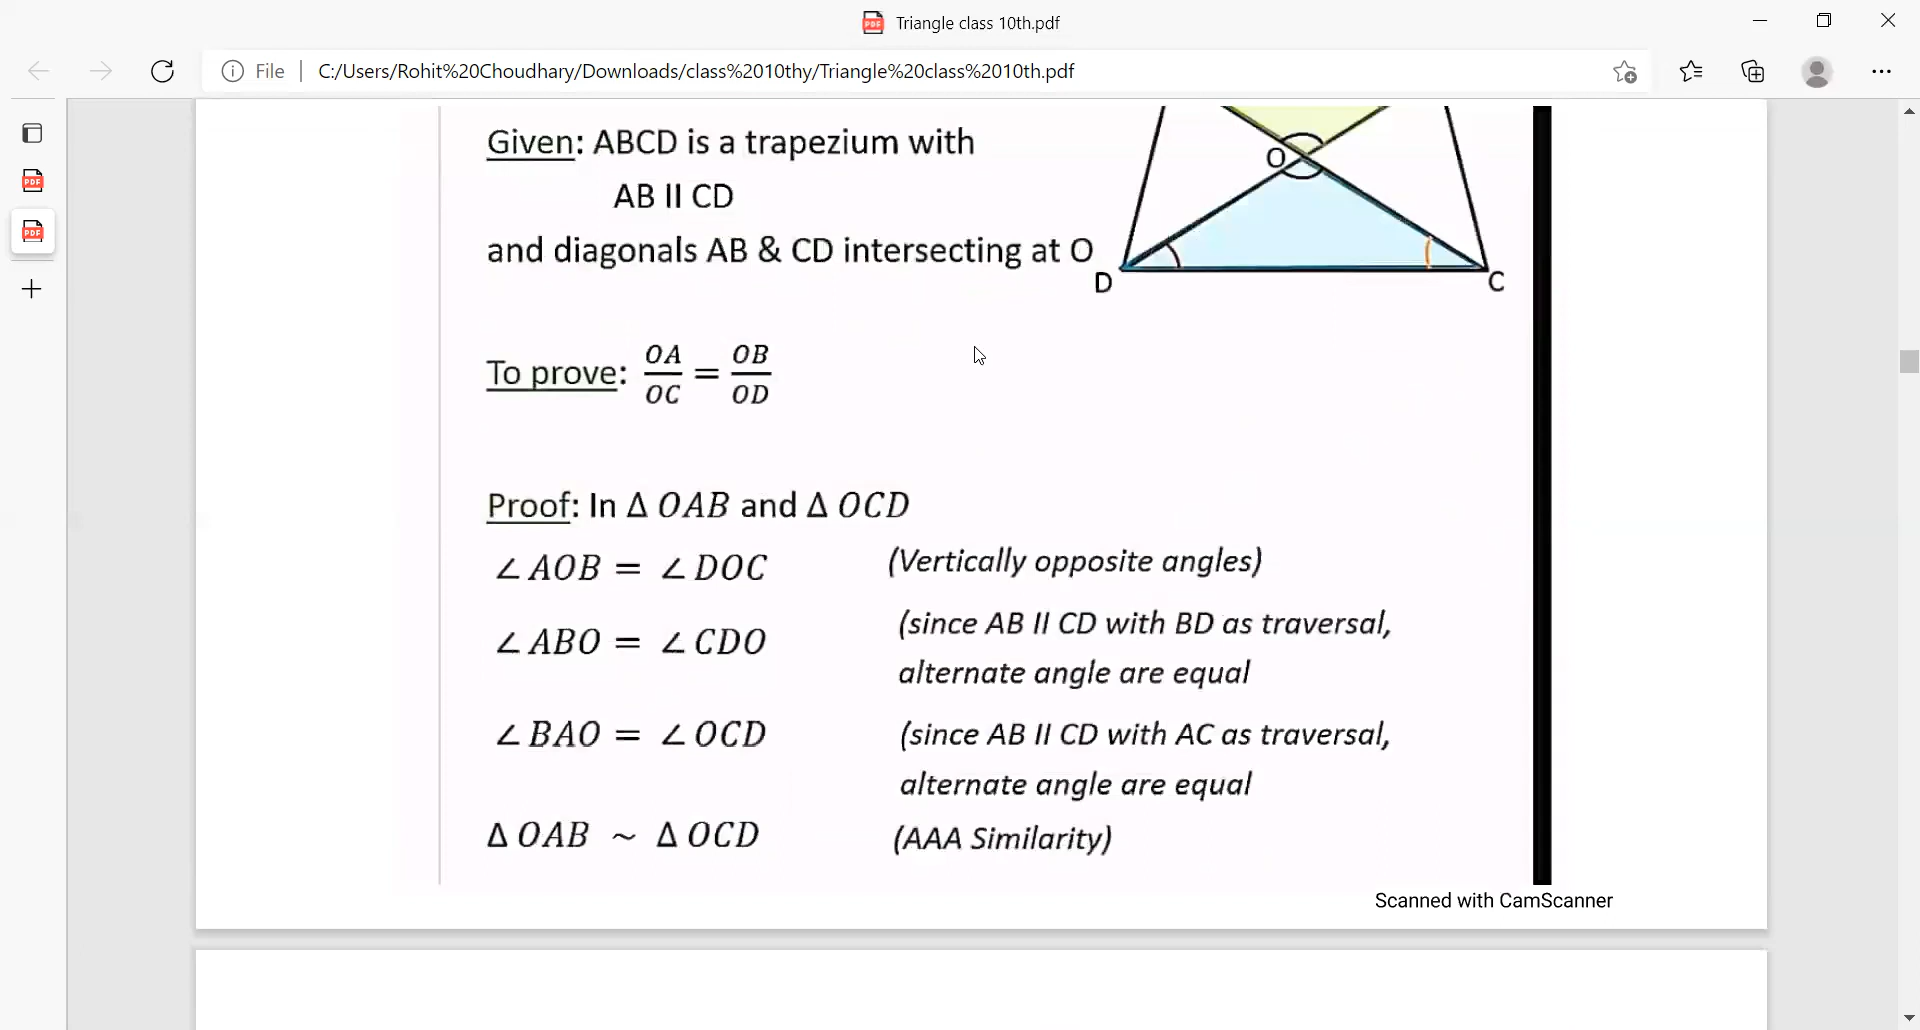 Triangle class 10th.pdf
File | C:/Users/Rohit%20Choudhary/Downloads/class%2010thy/Triangle%20class%2010th.pdf
Given: ABCD is a trapezium with
AB II CD
and diagonals AB & CD intersecting at O
O
D
C
To prove: OA/OC = OB/OD
Proof: In Δ OAB and Δ OCD
∠ AOB = ∠ DOC (Vertically opposite angles)
∠ ABO = ∠ CDO (since AB II CD with BD as traversal,
alternate angle are equal
∠ BAO = ∠ OCD (since AB II CD with AC as traversal,
alternate angle are equal
Δ OAB ~ Δ OCD (AAA Similarity)
Scanned with CamScanner